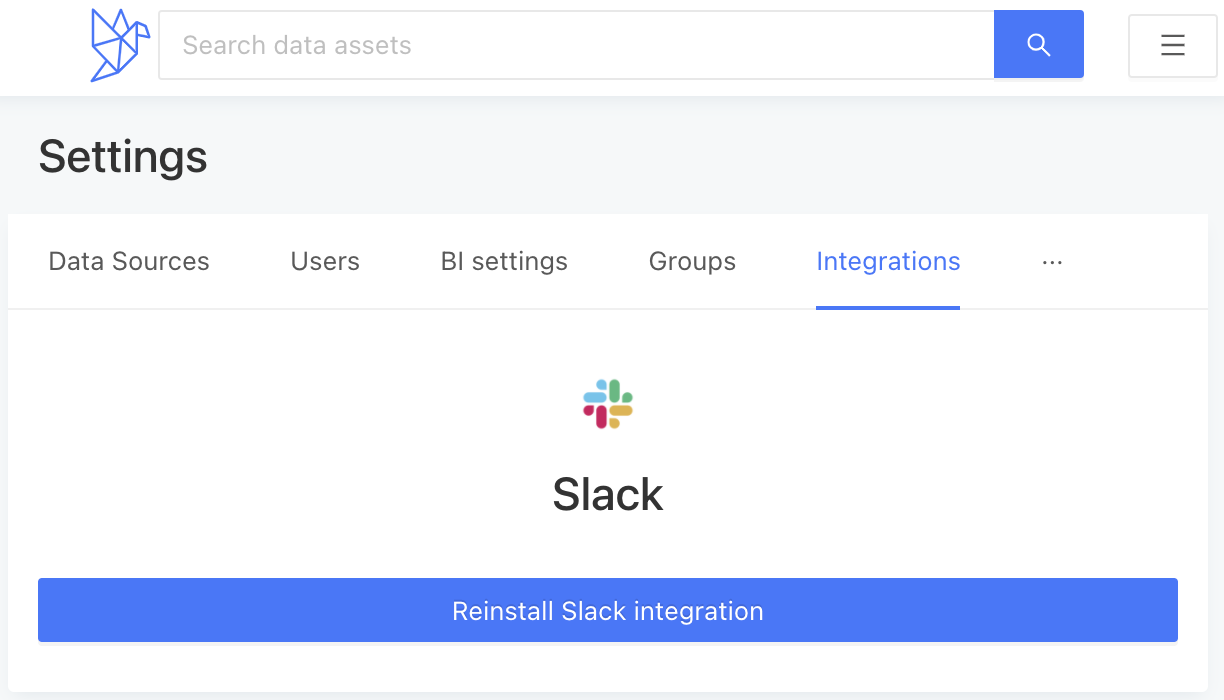 Search data assets
Settings
Data Sources Users BI settings Groups Integrations ···
Slack
Reinstall Slack integration